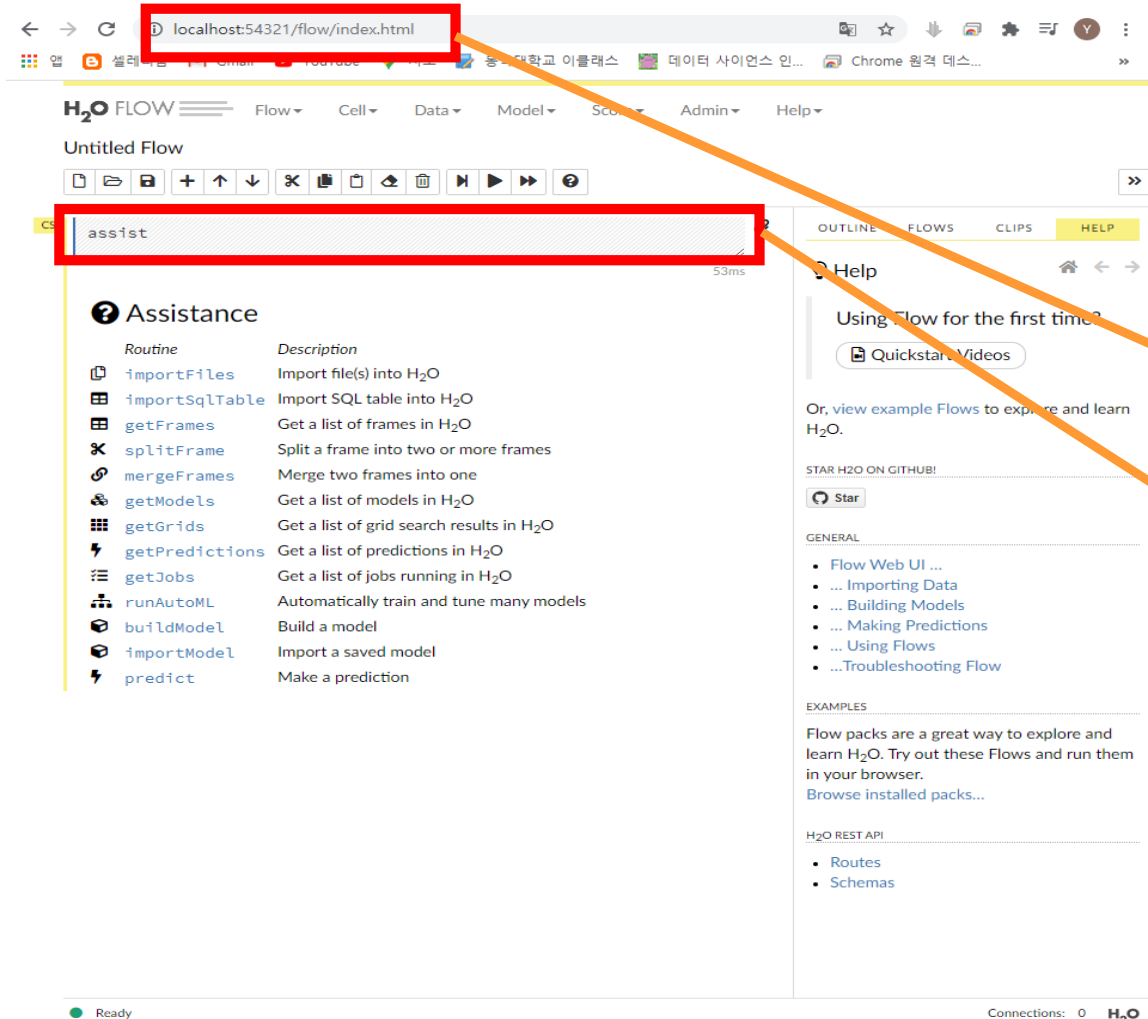 localhost:54321/flow/index.html
Y
앱 Gmail YouTube 지도 데이터 사이언스 인... Chrome 원격 데스... »
H2O FLOW Flow Cell Data Model Score Admin Help
Untitled Flow
CS
assist
53ms
Assistance
Routine Description
importFiles Import file(s) into H2O
importSqlTable Import SQL table into H2O
getFrames Get a list of frames in H2O
splitFrame Split a frame into two or more frames
mergeFrames Merge two frames into one
getModels Get a list of models in H2O
getGrids Get a list of grid search results in H2O
getPredictions Get a list of predictions in H2O
getJobs Get a list of jobs running in H2O
runAutoML Automatically train and tune many models
buildModel Build a model
importModel Import a saved model
predict Make a prediction
OUTLINE FLOWS CLIPS HELP
Help
Using Flow for the first time?
Quickstart Videos
Or, view example Flows to explore and learn
H2O.
STAR H2O ON GITHUB!
Star
GENERAL
• Flow Web UI ...
• ... Importing Data
• ... Building Models
• ... Making Predictions
• ... Using Flows
• ...Troubleshooting Flow
EXAMPLES
Flow packs are a great way to explore and
learn H2O. Try out these Flows and run them
in your browser.
Browse installed packs...
H2O REST API
• Routes
• Schemas
Ready
Connections: 0 H2O